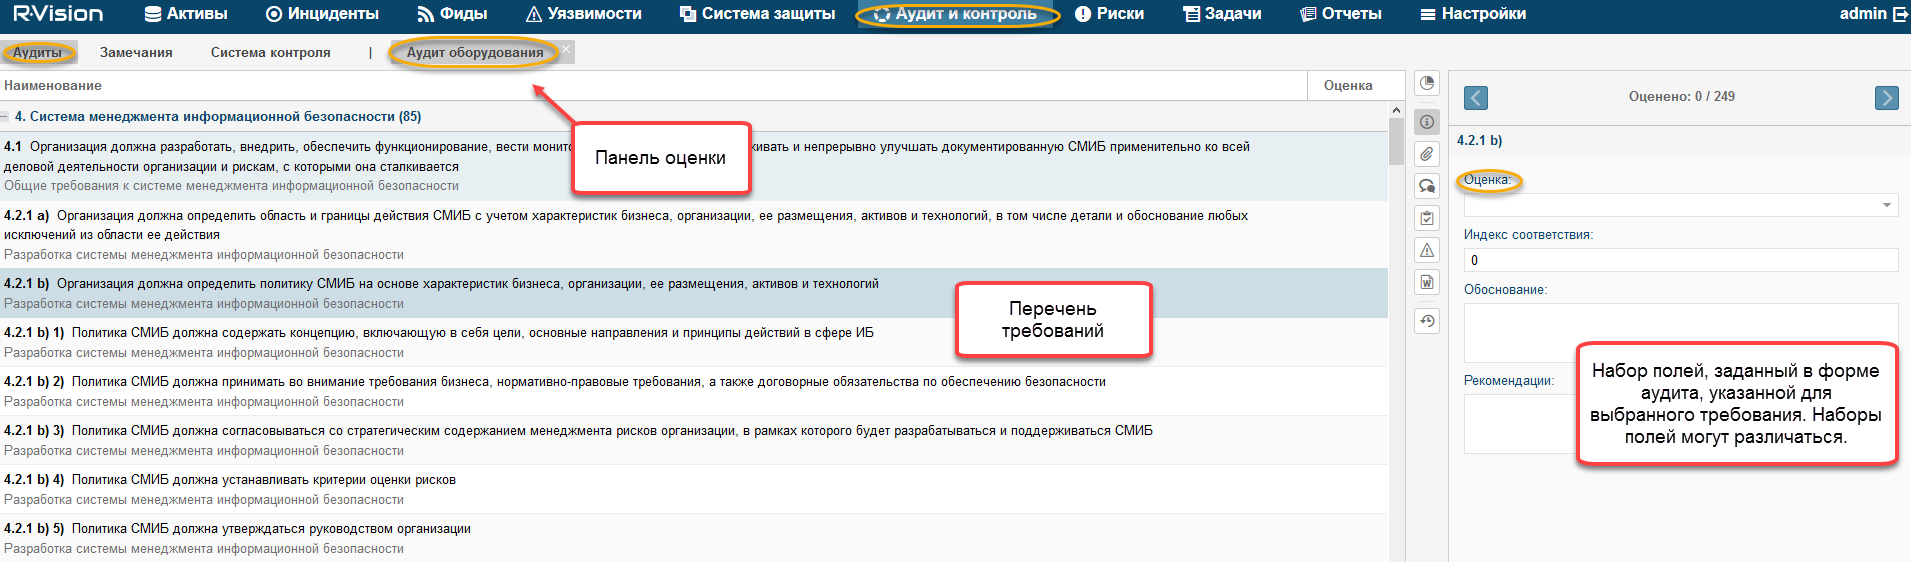 R·Vision
Активы
Инциденты
Фиды
Уязвимости
Система защиты
Аудит и контроль
Риски
Задачи
Отчеты
Настройки
admin
Аудиты
Замечания
Система контроля
|
Аудит оборудования
Наименование
Оценка
4. Система менеджмента информационной безопасности (85)
4.1 Организация должна разработать, внедрить, обеспечить функционирование, вести монито
кивать и непрерывно улучшать документированную СМИБ применительно ко всей
деловой деятельности организации и рискам, с которыми она сталкивается
Общие требования к системе менеджмента информационной безопасности
4.2.1 a) Организация должна определить область и границы действия СМИБ с учетом характеристик бизнеса, организации, ее размещения, активов и технологий, в том числе детали и обоснование любых
исключений из области ее действия
Разработка системы менеджмента информационной безопасности
4.2.1 b) Организация должна определить политику СМИБ на основе характеристик бизнеса, организации, ее размещения, активов и технологий
Разработка системы менеджмента информационной безопасности
4.2.1 b) 1) Политика СМИБ должна содержать концепцию, включающую в себя цели, основные направления и принципы действий в сфере ИБ
Разработка системы менеджмента информационной безопасности
4.2.1 b) 2) Политика СМИБ должна принимать во внимание требования бизнеса, нормативно-правовые требования, а также договорные обязательства по обеспечению безопасности
Разработка системы менеджмента информационной безопасности
4.2.1 b) 3) Политика СМИБ должна согласовываться со стратегическим содержанием менеджмента рисков организации, в рамках которого будет разрабатываться и поддерживаться СМИБ
Разработка системы менеджмента информационной безопасности
4.2.1 b) 4) Политика СМИБ должна устанавливать критерии оценки рисков
Разработка системы менеджмента информационной безопасности
4.2.1 b) 5) Политика СМИБ должна утверждаться руководством организации
Разработка системы менеджмента информационной безопасности
Панель оценки
Перечень
требований
Оценено: 0 / 249
4.2.1 b)
Оценка:
Индекс соответствия:
0
Обоснование:
Рекомендации:
Набор полей, заданный в форме
аудита, указанной для
выбранного требования. Наборы
полей могут различаться.